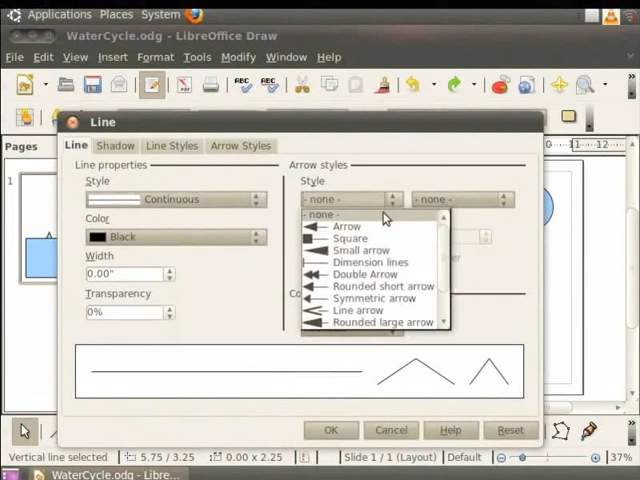 Applications Places System
WaterCycle.odg - LibreOffice Draw
File Edit View Insert Format Tools Modify Window Help
ABC ABC
Line
Pages
Line Shadow Line Styles Arrow Styles
1
Line properties
Arrow styles
Style
Style
Continuous
- none -
- none -
Color
Black
Width
0.00"
Transparency
0%
- none -
Arrow
Square
Small arrow
Dimension lines
Double Arrow
Rounded short arrow
Symmetric arrow
Line arrow
Rounded large arrow
OK Cancel Help Reset
Vertical line selected 5.75 / 3.25 0.00 x 2.25 Slide 1 / 1 (Layout) Default 37%
WaterCycle.odg - Libre...